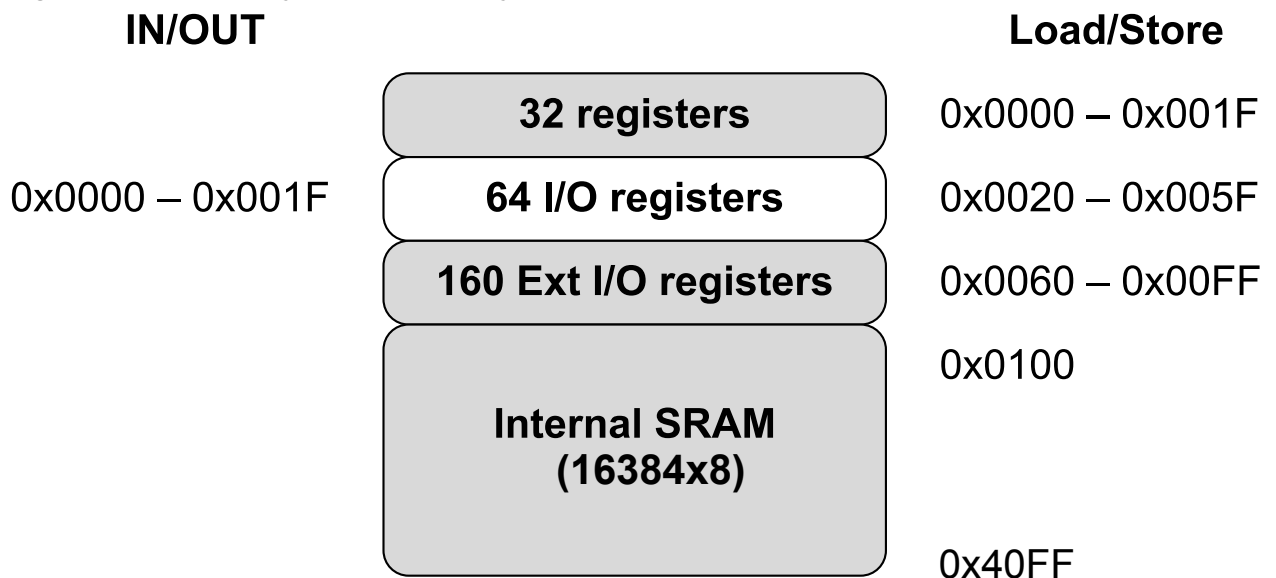 IN/OUT Load/Store
32 registers 0x0000 – 0x001F
0x0000 – 0x001F 64 I/O registers 0x0020 – 0x005F
160 Ext I/O registers 0x0060 – 0x00FF
0x0100
Internal SRAM
(16384x8)
0x40FF